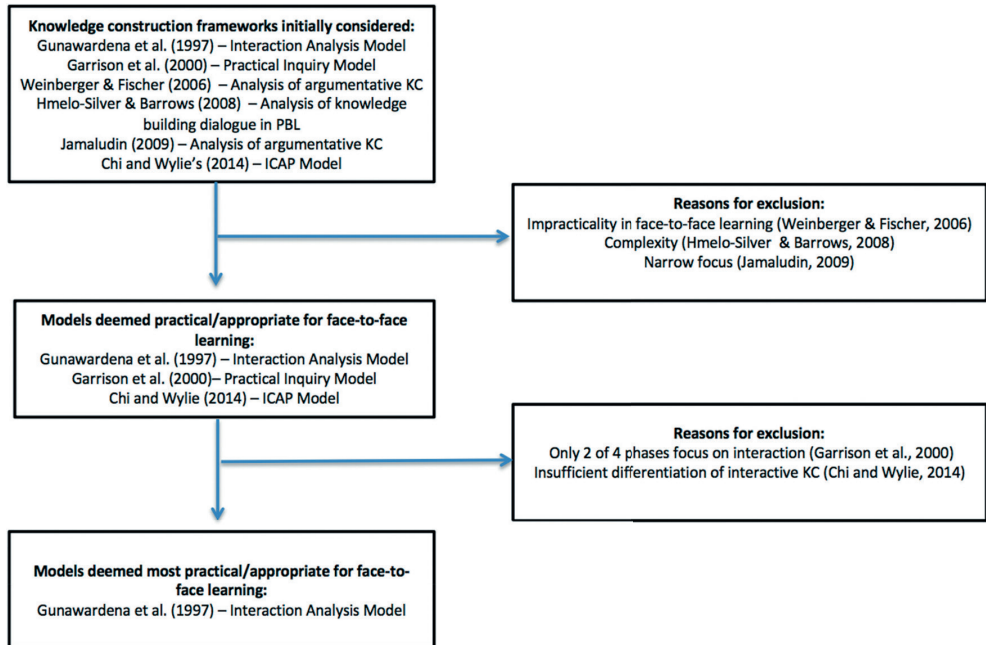 Knowledge construction frameworks initially considered:
Gunawardena et al. (1997) – Interaction Analysis Model
Garrison et al. (2000) – Practical Inquiry Model
Weinberger & Fischer (2006) – Analysis of argumentative KC
Hmelo-Silver & Barrows (2008) – Analysis of knowledge
building dialogue in PBL
Jamaludin (2009) – Analysis of argumentative KC
Chi and Wylie’s (2014) – ICAP Model
Reasons for exclusion:
Impracticality in face-to-face learning (Weinberger & Fischer, 2006)
Complexity (Hmelo-Silver & Barrows, 2008)
Narrow focus (Jamaludin, 2009)
Models deemed practical/appropriate for face-to-face
learning:
Gunawardena et al. (1997) – Interaction Analysis Model
Garrison et al. (2000)– Practical Inquiry Model
Chi and Wylie (2014) – ICAP Model
Reasons for exclusion:
Only 2 of 4 phases focus on interaction (Garrison et al., 2000)
Insufficient differentiation of interactive KC (Chi and Wylie, 2014)
Models deemed most practical/appropriate for face-to-
face learning:
Gunawardena et al. (1997) – Interaction Analysis Model